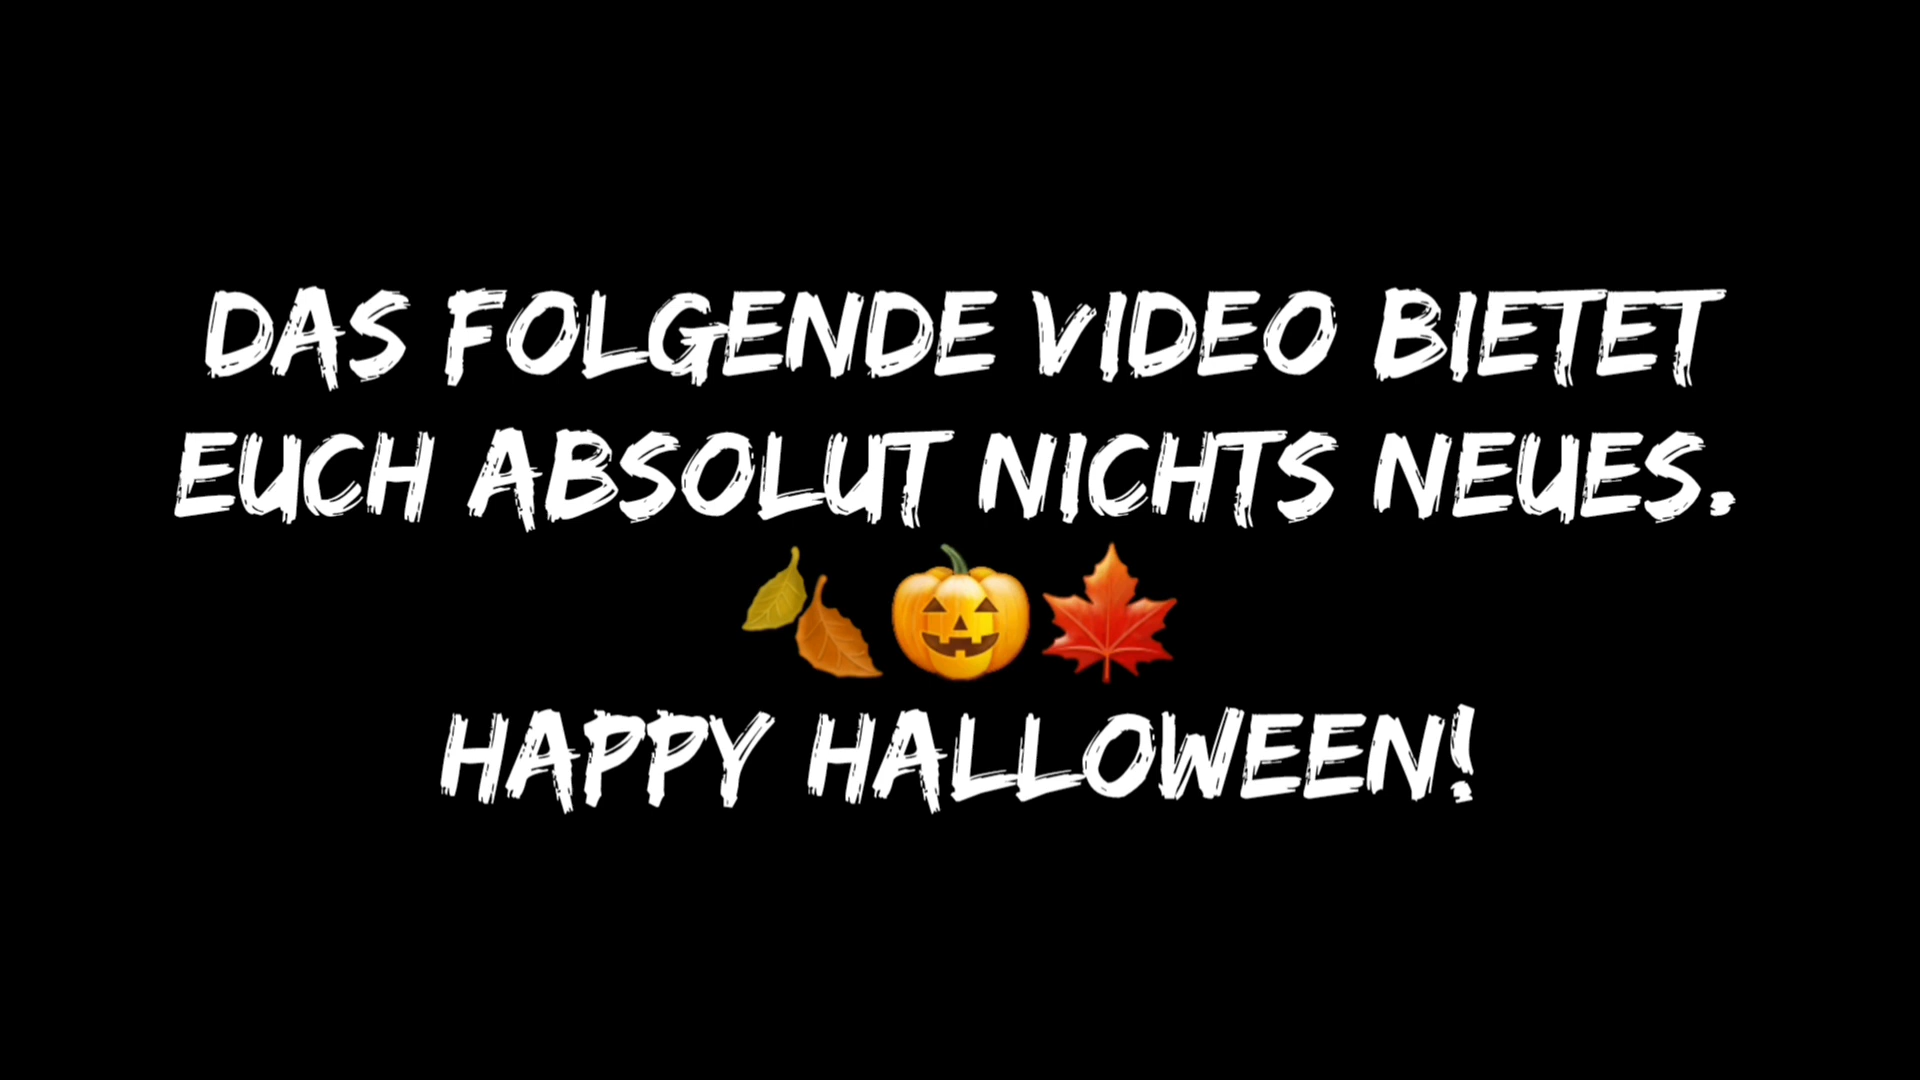 DAS FOLGENDE VIDEO BIETET
EUCH ABSOLUT NICHTS NEUES.
🍂🎃🍁
HAPPY HALLOWEEN!